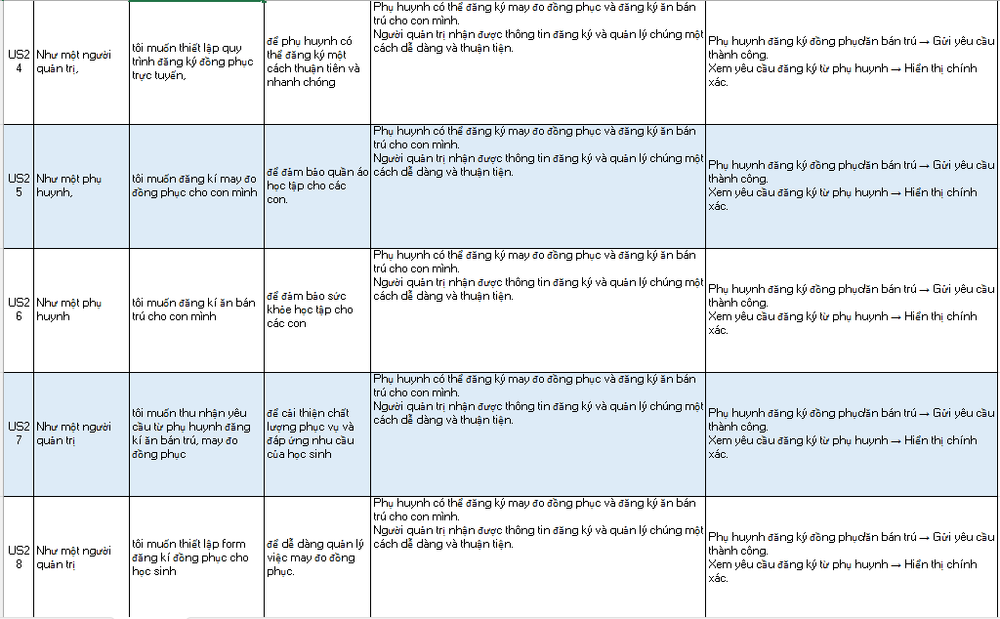 US2
4
Như một người
quản trị,
tôi muốn thiết lập quy
trình đăng ký đồng phục
trực tuyến,
để phụ huynh có
thể đăng ký một
cách thuận tiên và
nhanh chóng
Phụ huynh có thể đăng ký may đo đồng phục và đăng ký ăn bán
trú cho con mình.
Người quản trị nhận được thông tin đăng ký và quản lý chúng một
cách dễ dàng và thuận tiện.
Phụ huynh đăng ký đồng phục/ăn bán trú → Gửi yêu cầu
thành công.
Xem yêu cầu đăng ký từ phụ huynh → Hiển thị chính
xác.
US2
5
Như một phụ
huynh,
tôi muốn đăng kí may đo
đồng phục cho con mình
để đảm bảo quần áo
học tập cho các
con.
Phụ huynh có thể đăng ký may đo đồng phục và đăng ký ăn bán
trú cho con mình.
Người quản trị nhận được thông tin đăng ký và quản lý chúng một
cách dễ dàng và thuận tiện.
Phụ huynh đăng ký đồng phục/ăn bán trú → Gửi yêu cầu
thành công.
Xem yêu cầu đăng ký từ phụ huynh → Hiển thị chính
xác.
US2
6
Như một phụ
huynh
tôi muốn đăng kí ăn bán
trú cho con mình
để đảm bảo sức
khỏe học tập cho
các con
Phụ huynh có thể đăng ký may đo đồng phục và đăng ký ăn bán
trú cho con mình.
Người quản trị nhận được thông tin đăng ký và quản lý chúng một
cách dễ dàng và thuận tiện.
Phụ huynh đăng ký đồng phục/ăn bán trú → Gửi yêu cầu
thành công.
Xem yêu cầu đăng ký từ phụ huynh → Hiển thị chính
xác.
US2
7
Như một người
quản trị
tôi muốn thu nhận yêu
cầu từ phụ huynh đăng
kí ăn bán trú, may đo
đồng phục
để cải thiện chất
lượng phục vụ và
đáp ứng nhu cầu
của học sinh
Phụ huynh có thể đăng ký may đo đồng phục và đăng ký ăn bán
trú cho con mình.
Người quản trị nhận được thông tin đăng ký và quản lý chúng một
cách dễ dàng và thuận tiện.
Phụ huynh đăng ký đồng phục/ăn bán trú → Gửi yêu cầu
thành công.
Xem yêu cầu đăng ký từ phụ huynh → Hiển thị chính
xác.
US2
8
Như một người
quản trị
tôi muốn thiết lập form
đăng kí đồng phục cho
học sinh
để dễ dàng quản lý
việc may đo đồng
phục.
Phụ huynh có thể đăng ký may đo đồng phục và đăng ký ăn bán
trú cho con mình.
Người quản trị nhận được thông tin đăng ký và quản lý chúng một
cách dễ dàng và thuận tiện.
Phụ huynh đăng ký đồng phục/ăn bán trú → Gửi yêu cầu
thành công.
Xem yêu cầu đăng ký từ phụ huynh → Hiển thị chính
xác.